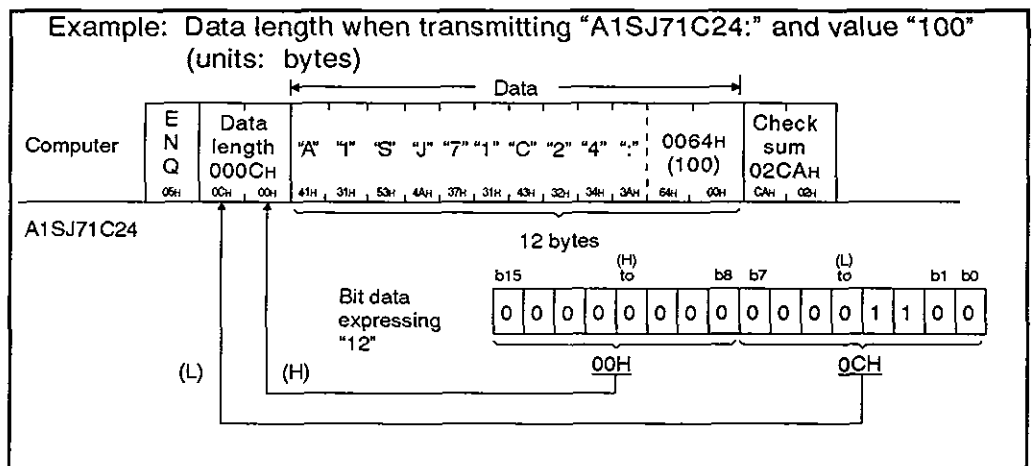 Example: Data length when transmitting “A1SJ71C24:” and value “100”
(units: bytes)
Data
Computer
E
N
Q
05H
Data
length
000CH
0CH 00H
“A” “1” “S” “J” “7” “1” “C” “2” “4” “:”
41H 31H 53H 4AH 37H 31H 43H 32H 34H 3AH
0064H
(100)
64H 00H
Check
sum
02CAH
CAH 02H
A1SJ71C24
12 bytes
b15 (H) to b8 b7 (L) to b1 b0
Bit data
expressing
“12”
0 0 0 0 0 0 0 0 0 0 0 0 1 1 0 0
00H 0CH
(L) (H)